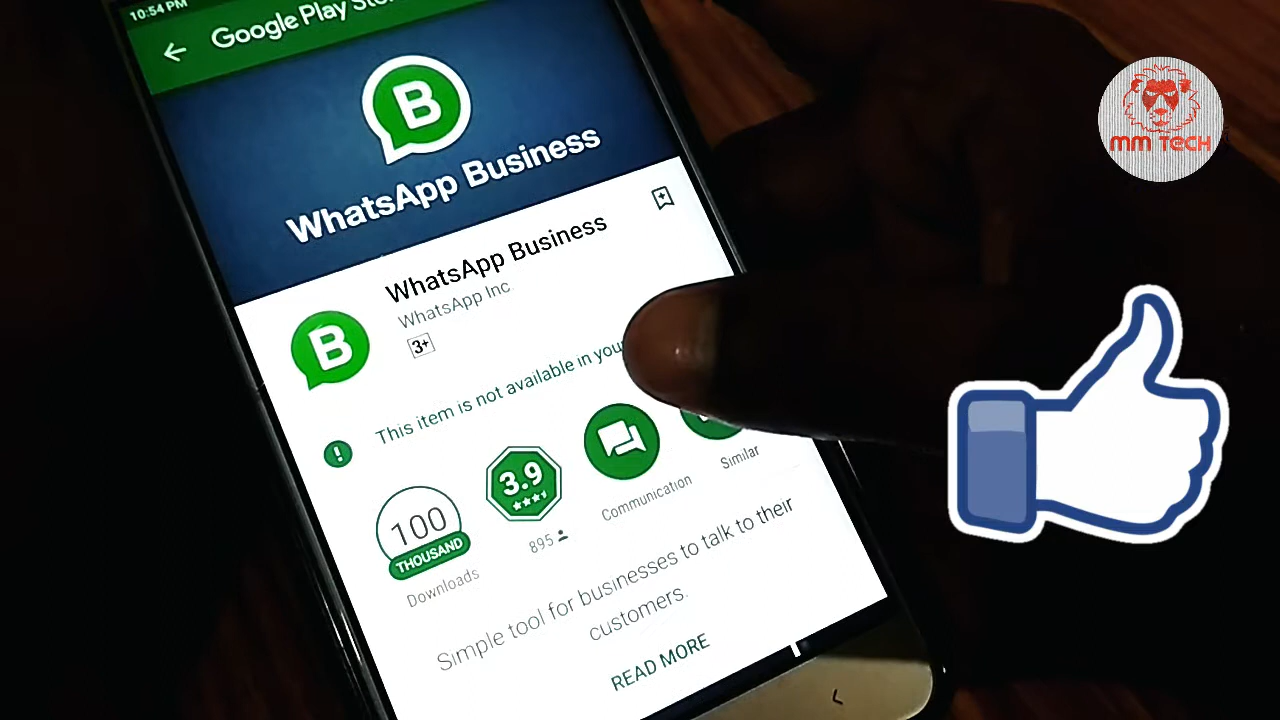 10:54 PM
Google Play
B
WhatsApp Business
MM TECH
WhatsApp Business
WhatsApp Inc.
3+
B
This item is not available in your
100
THOUSAND
Downloads
3.9
895
Communication
Similar
Simple tool for businesses to talk to their
customers.
READ MORE